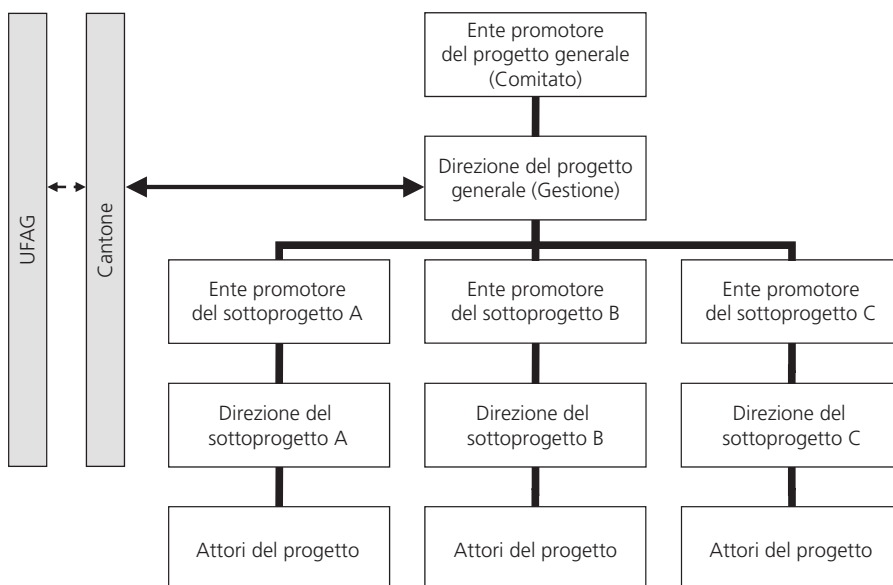 UFAG
Cantone
Ente promotore
del progetto generale
(Comitato)
Direzione del progetto
generale (Gestione)
Ente promotore
del sottoprogetto A
Ente promotore
del sottoprogetto B
Ente promotore
del sottoprogetto C
Direzione del
sottoprogetto A
Direzione del
sottoprogetto B
Direzione del
sottoprogetto C
Attori del progetto
Attori del progetto
Attori del progetto